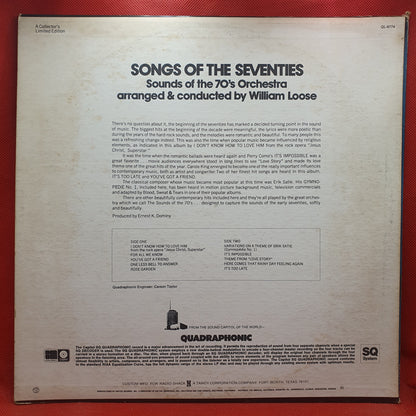 A Collector's
Limited Edition
SONGS OF THE SEVENTIES
Sounds of the 70's Orchestra
arranged & conducted by William Loose
There's no question about it, the beginning of the seventies has marked a decided turning point in the sound
of music. The biggest hits at the beginning of the decade were meaningful, the lyrics were more poetic than
during the years of the hard-rock craze, and the melodies were romantic and beautiful. To many people this
was a refreshing change indeed. This was also the time when popular music became influenced by religious
elements, as indicated in this album by I DON'T KNOW HOW TO LOVE HIM from the rock opera "Jesus
Christ, Superstar".
It was the time when the romantic ballads were heard again and Perry Como's IT'S IMPOSSIBLE was a
great favorite . . . movie audiences everywhere stood in long lines to see "Love Story" and made its love
theme one of the great hits of the year. Carole King arranged to become one of the really important influences
to contemporary music, both as artist and songwriter. Two of her finest hit songs are heard in this album,
IT'S TOO LATE and YOU'VE GOT A FRIEND.
The classical composer whose music became most popular at this time was Erik Satie. His GYMNO-
PEDIE No. 1, included here, has been heard in motion picture background music, television commercials
and adapted by Blood, Sweat & Tears in one of their popular albums.
There are other beautifully contemporary hits included here and they're all played by the great orchestra
which we call The Sounds of the 70's . . . designed to capture the sounds of the early seventies, softly
and beautifully.
Produced by Ernest K. Dominy
SIDE ONE
I DON'T KNOW HOW TO LOVE HIM
from the rock opera "Jesus Christ, Superstar"
FOR ALL WE KNOW
YOU'VE GOT A FRIEND
ONE LESS BELL TO ANSWER
ROSE GARDEN
SIDE TWO
VARIATIONS ON A THEME OF ERIK SATIE
(Gymnopedie No. 1)
IT'S IMPOSSIBLE
THEME FROM "LOVE STORY"
HERE COMES THAT RAINY DAY FEELING AGAIN
IT'S TOO LATE
Quadraphonic Engineer: Carson Taylor
FROM THE SOUND CAPITOL OF THE WORLD—
QUADRAPHONIC
SQ
System
CUSTOM MFD. FOR RADIO SHACK A TANDY CORPORATION COMPANY FORT WORTH, TEXAS 76101